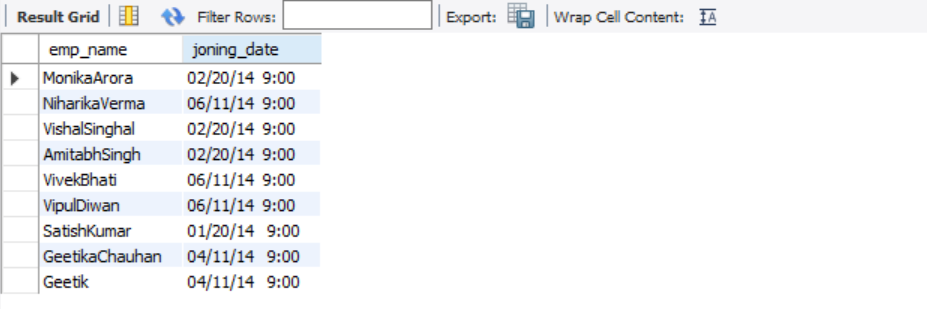 Result Grid Filter Rows: Export: Wrap Cell Content: IA
emp_name joning_date
MonikaArora 02/20/14 9:00
NiharikaVerma 06/11/14 9:00
VishalSinghal 02/20/14 9:00
AmitabhSingh 02/20/14 9:00
VivekBhati 06/11/14 9:00
VipulDiwan 06/11/14 9:00
SatishKumar 01/20/14 9:00
GeetikaChauhan 04/11/14 9:00
Geetik 04/11/14 9:00